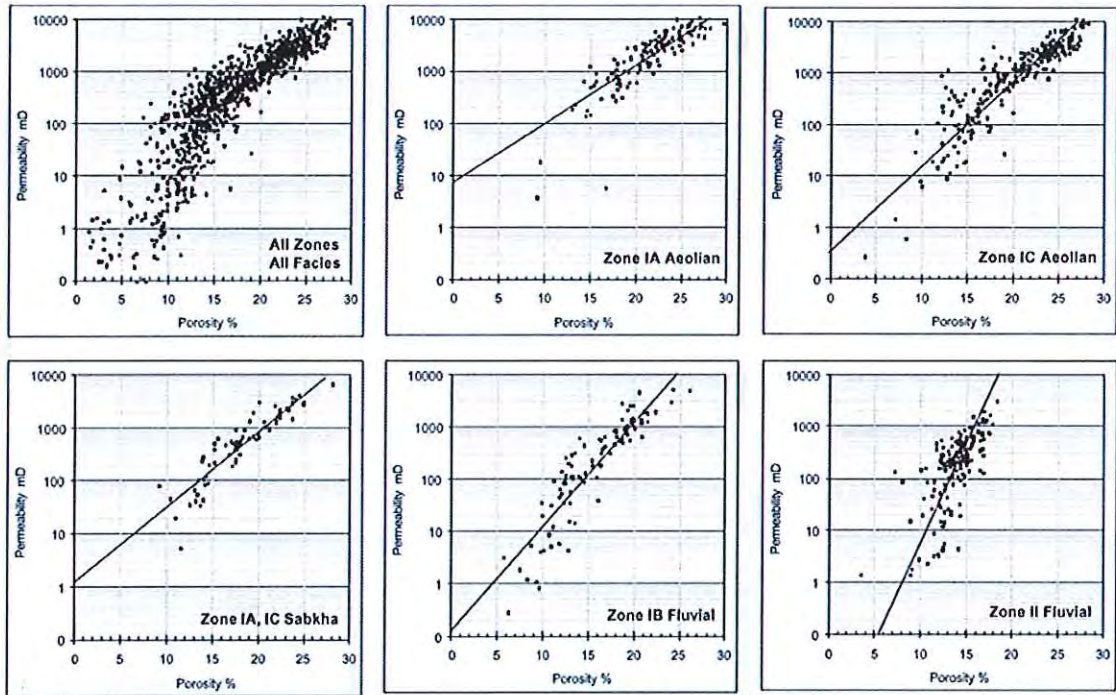 10000
1000
100
10
1
0
Permeability mD
All Zones
All Facies
0 5 10 15 20 25 30
Porosity %
10000
1000
100
10
1
0
Permeability mD
Zone IA Aeolian
0 5 10 15 20 25 30
Porosity %
10000
1000
100
10
1
0
Permeability mD
Zone IC Aeolian
0 5 10 15 20 25 30
Porosity %
10000
1000
100
10
1
0
Permeability mD
Zone IA, IC Sabkha
0 5 10 15 20 25 30
Porosity %
10000
1000
100
10
1
0
Permeability mD
Zone IB Fluvial
0 5 10 15 20 25 30
Porosity %
10000
1000
100
10
1
0
Permeability mD
Zone II Fluvial
0 5 10 15 20 25 30
Porosity %